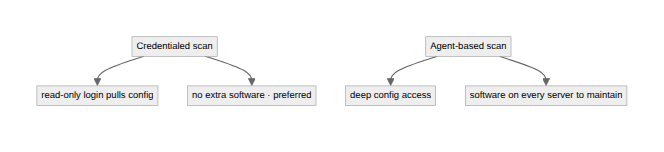 Credentialed scan
Agent-based scan
read-only login pulls config
no extra software · preferred
deep config access
software on every server to maintain